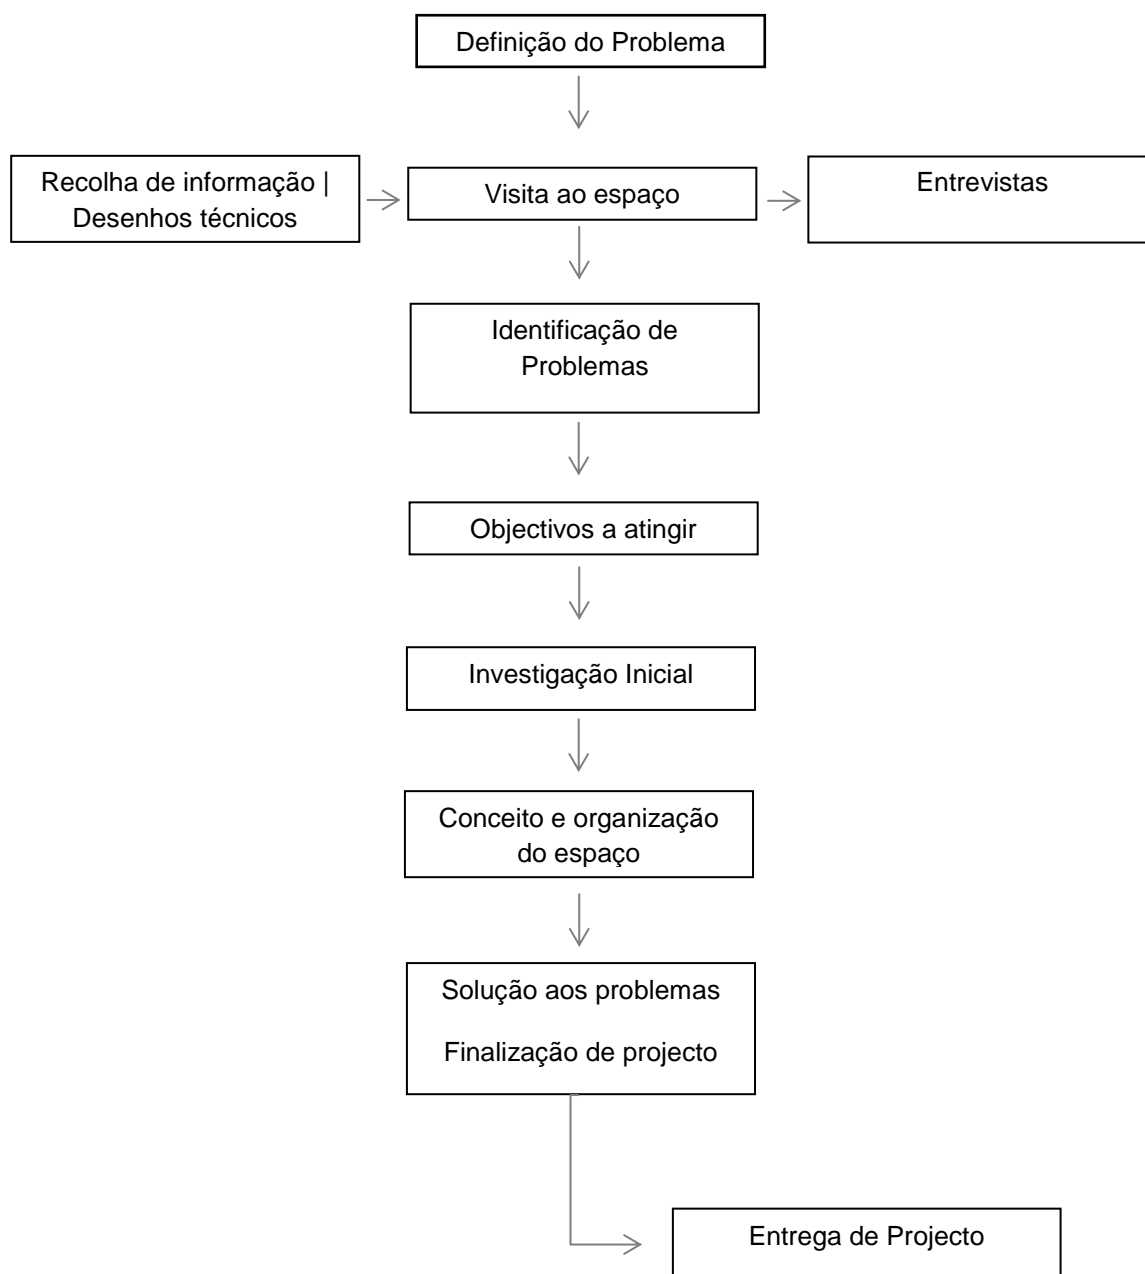 Definição do Problema
Recolha de informação |
Desenhos técnicos
Visita ao espaço
Entrevistas
Identificação de
Problemas
Objectivos a atingir
Investigação Inicial
Conceito e organização
do espaço
Solução aos problemas
Finalização de projecto
Entrega de Projecto